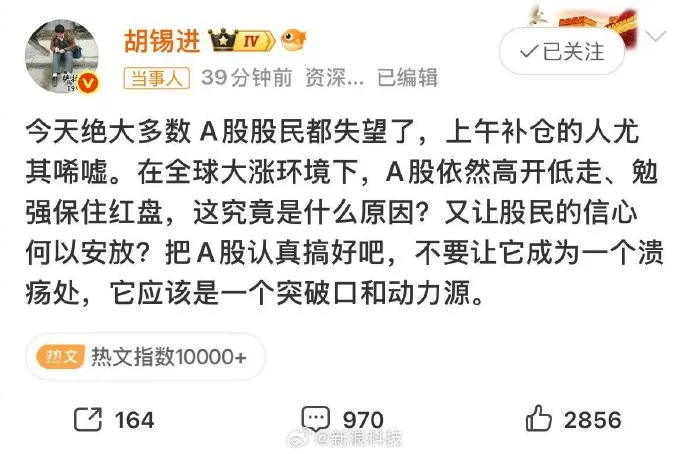 胡锡进 IV
已关注
当事人 39分钟前 资深... 已编辑
今天绝大多数 A股股民都失望了，上午补仓的人尤
其唏嘘。在全球大涨环境下，A股依然高开低走、勉
强保住红盘，这究竟是什么原因？又让股民的信心
何以安放？把A股认真搞好吧，不要让它成为一个溃
疡处，它应该是一个突破口和动力源。
热文 热文指数10000+
164 970 2856
@新浪科技